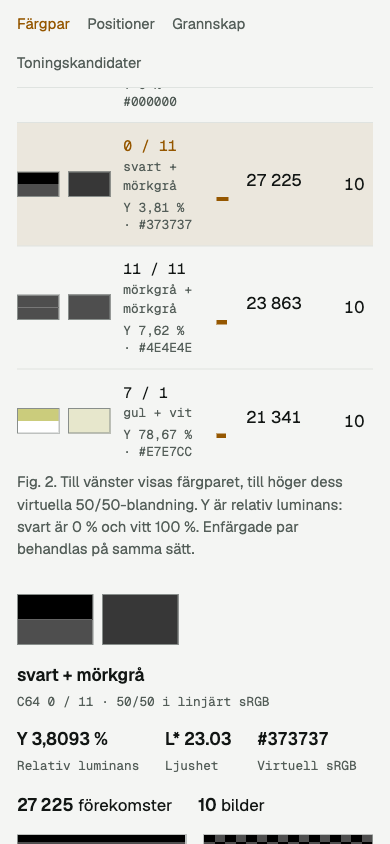 Färgpar Positioner Grannskap
Toningskandidater
#000000
0 / 11
svart +
mörkgrå
Y 3,81 %
· #373737
27 225
10
11 / 11
mörkgrå +
mörkgrå
Y 7,62 %
· #4E4E4E
23 863
10
7 / 1
gul + vit
Y 78,67 %
· #E7E7CC
21 341
10
Fig. 2. Till vänster visas färgparet, till höger dess
virtuella 50/50-blandning. Y är relativ luminans:
svart är 0 % och vitt 100 %. Enfärgade par
behandlas på samma sätt.
svart + mörkgrå
C64 0 / 11 · 50/50 i linjärt sRGB
Y 3,8093 % L* 23.03 #373737
Relativ luminans Ljushet Virtuell sRGB
27 225 förekomster 10 bilder